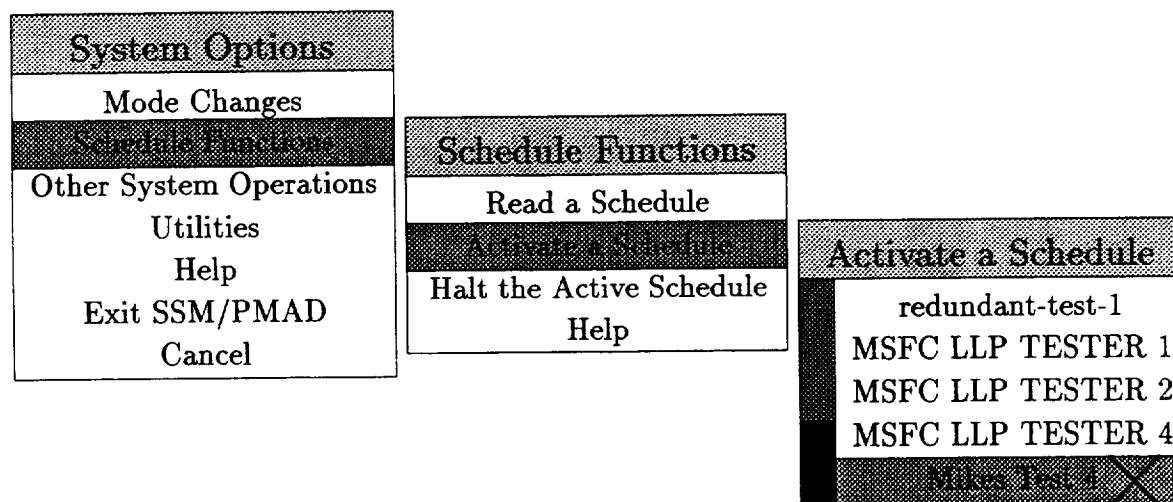 System Options
Mode Changes
Schedule Functions
Other System Operations
Utilities
Help
Exit SSM/PMAD
Cancel
Schedule Functions
Read a Schedule
Activate a Schedule
Halt the Active Schedule
Help
Activate a Schedule
redundant-test-1
MSFC LLP TESTER 1
MSFC LLP TESTER 2
MSFC LLP TESTER 4
Mikes Test